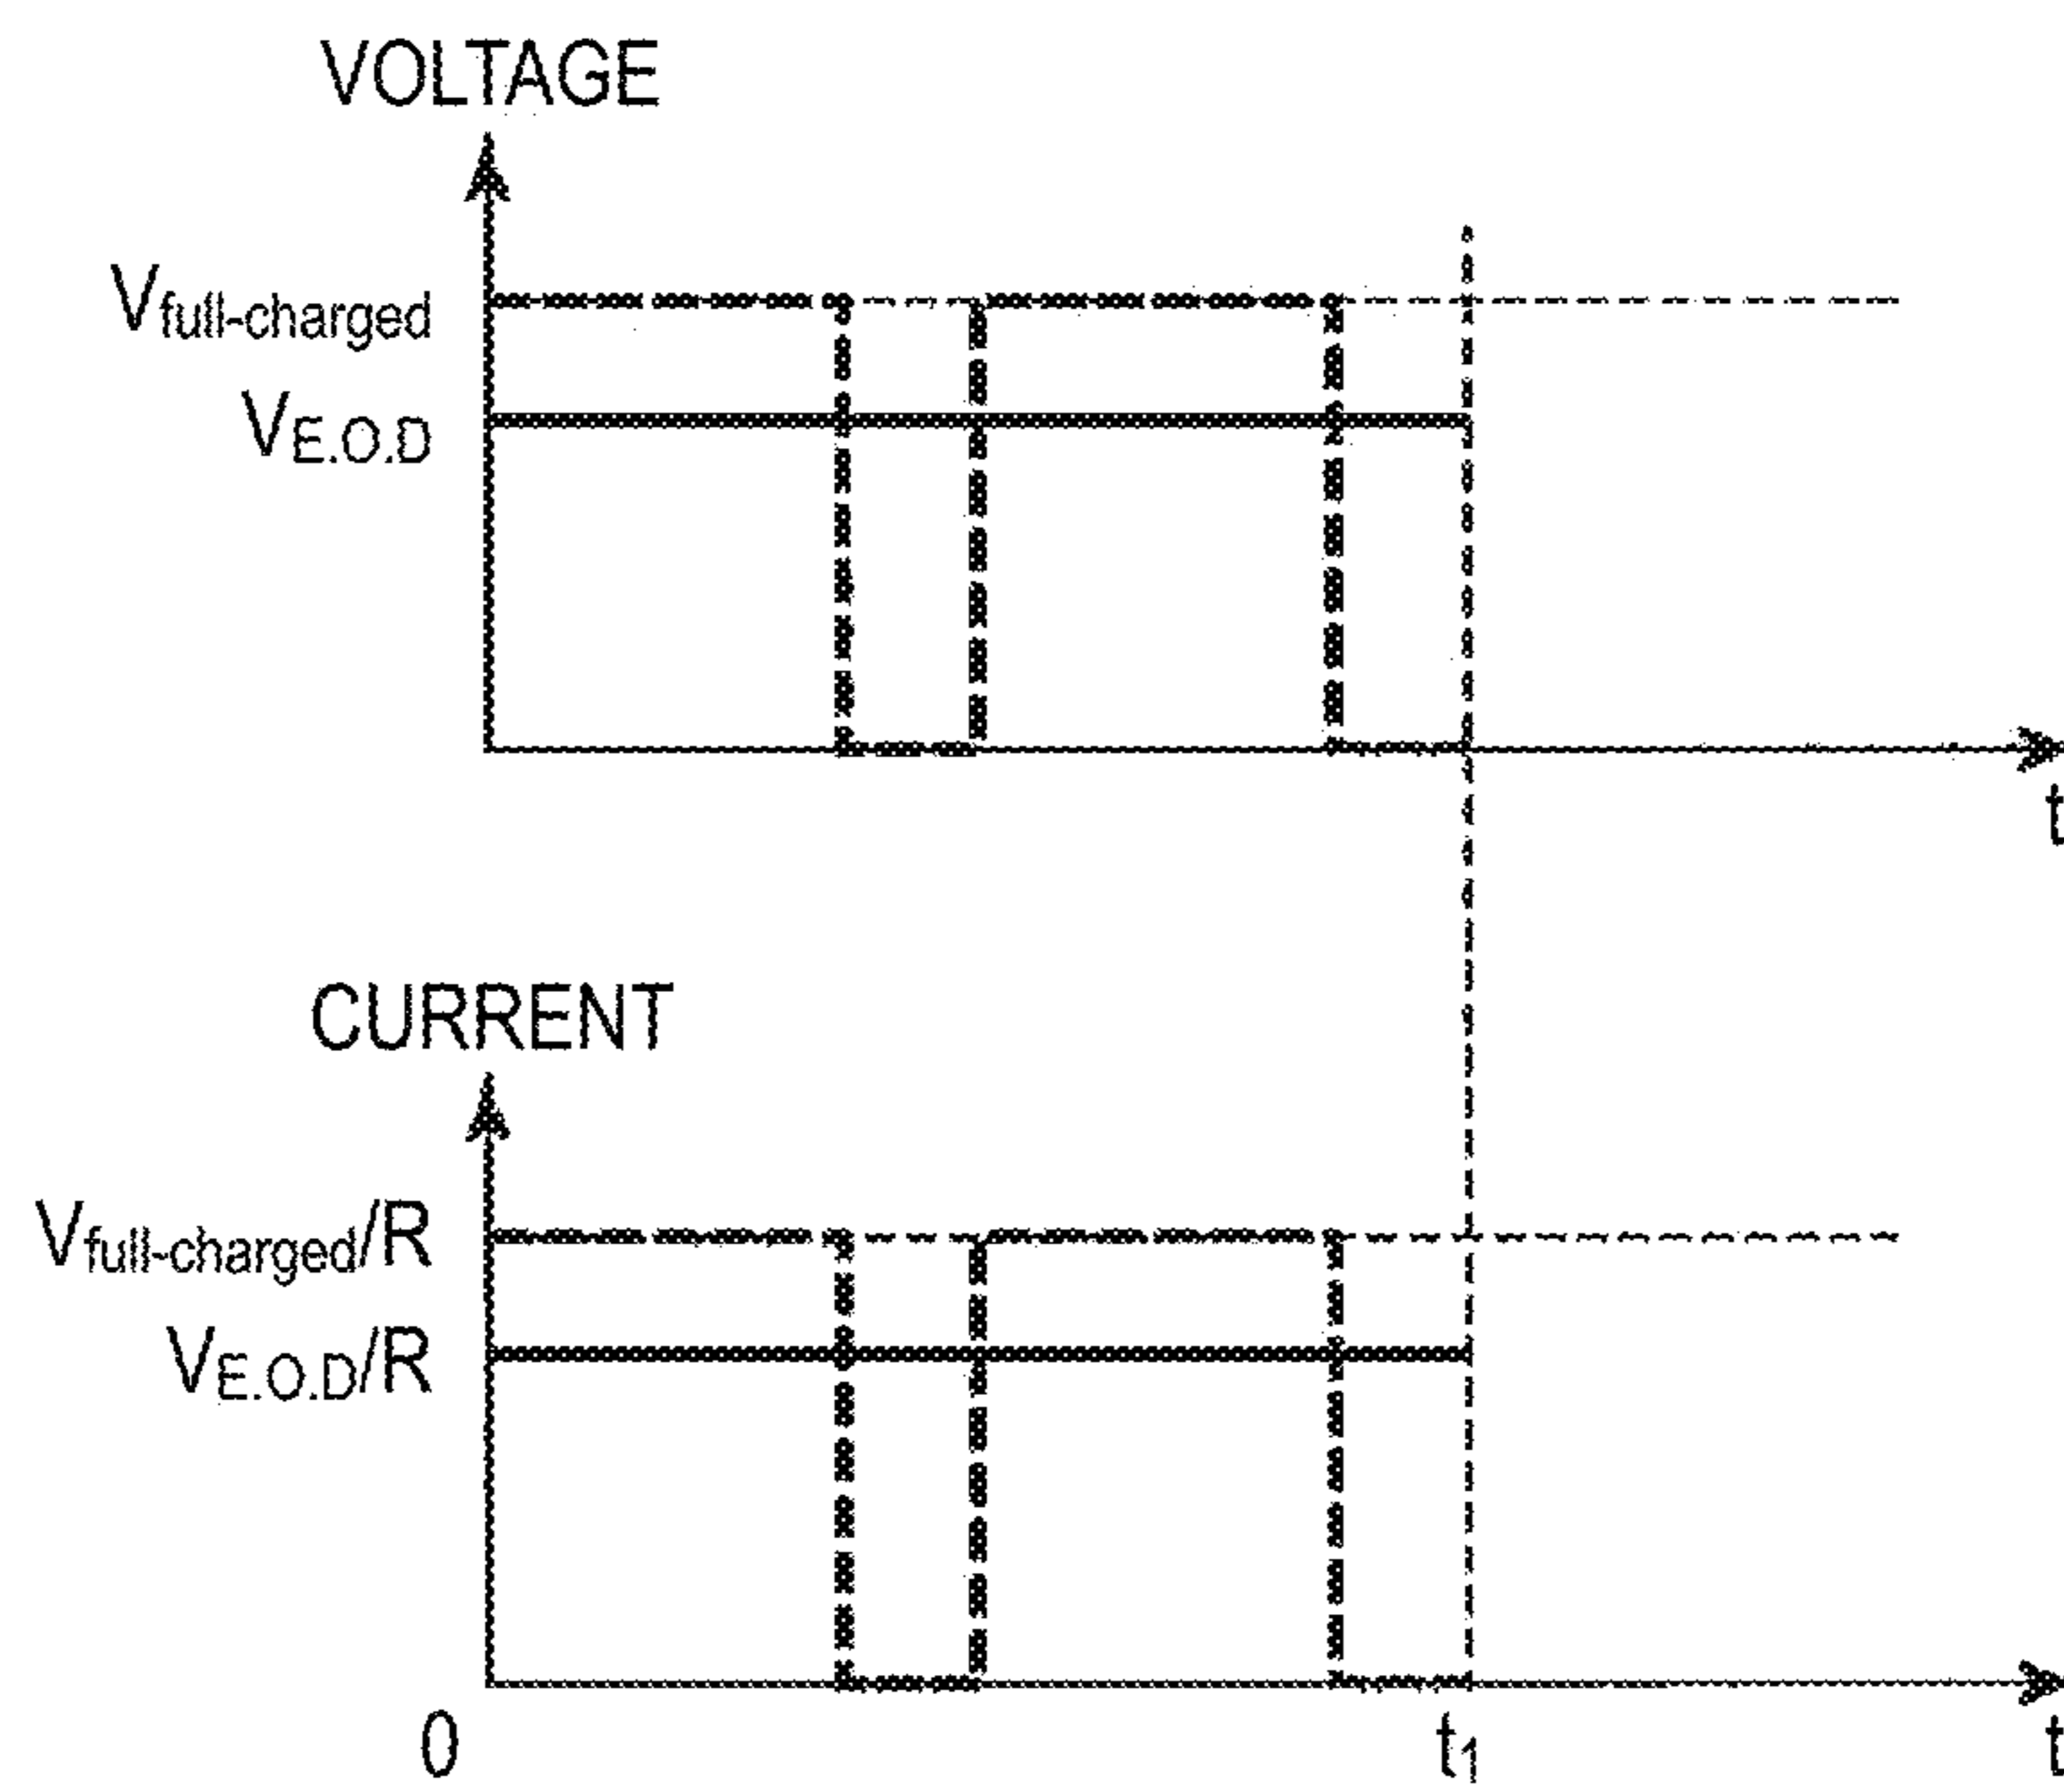 VOLTAGE
Vfull-charged
VE.O.D
t
CURRENT
Vfull-charged/R
VE.O.D/R
0
t1
t